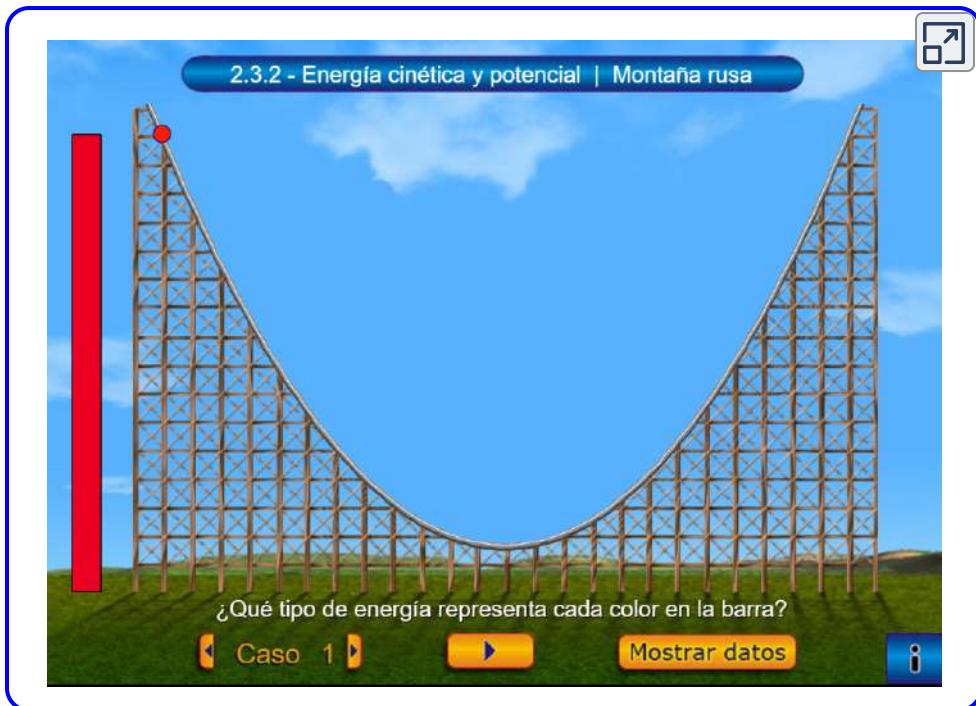 2.3.2 - Energía cinética y potencial | Montaña rusa
¿Qué tipo de energía representa cada color en la barra?
Caso 1
Mostrar datos
i